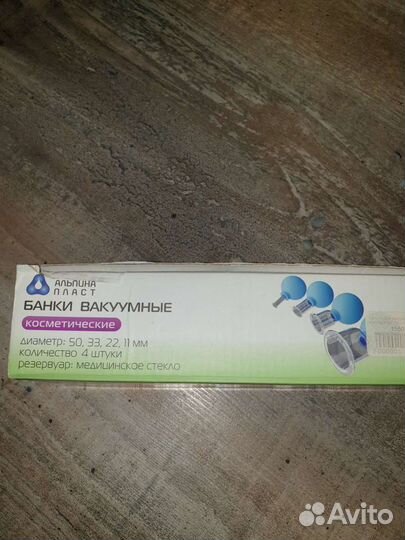 АЛЬПИНА
ПЛАСТ
БАНКИ ВАКУУМНЫЕ
косметические
диаметр: 50, 33, 22, 11 мм
количество 4 штуки
резервуар: медицинское стекло
Avito